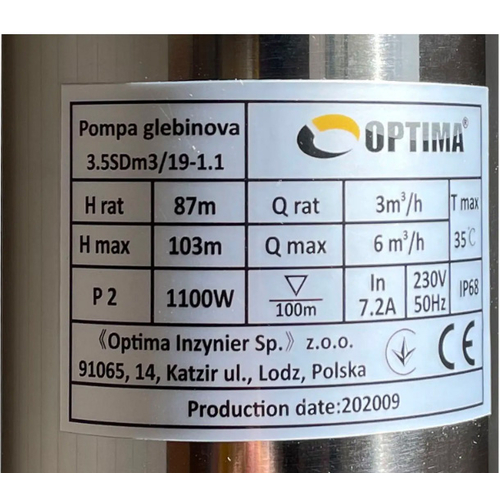 Pompa glebinova
3.5SDm3/19-1.1
OPTIMA®
H rat 87m Q rat 3m³/h T max
H max 103m Q max 6 m³/h 35℃
P 2 1100W 100m In 7.2A 230V 50Hz IP68
《Optima Inzynier Sp.》 z.o.o.
91065, 14, Katzir ul., Lodz, Polska
CE
Production date:202009